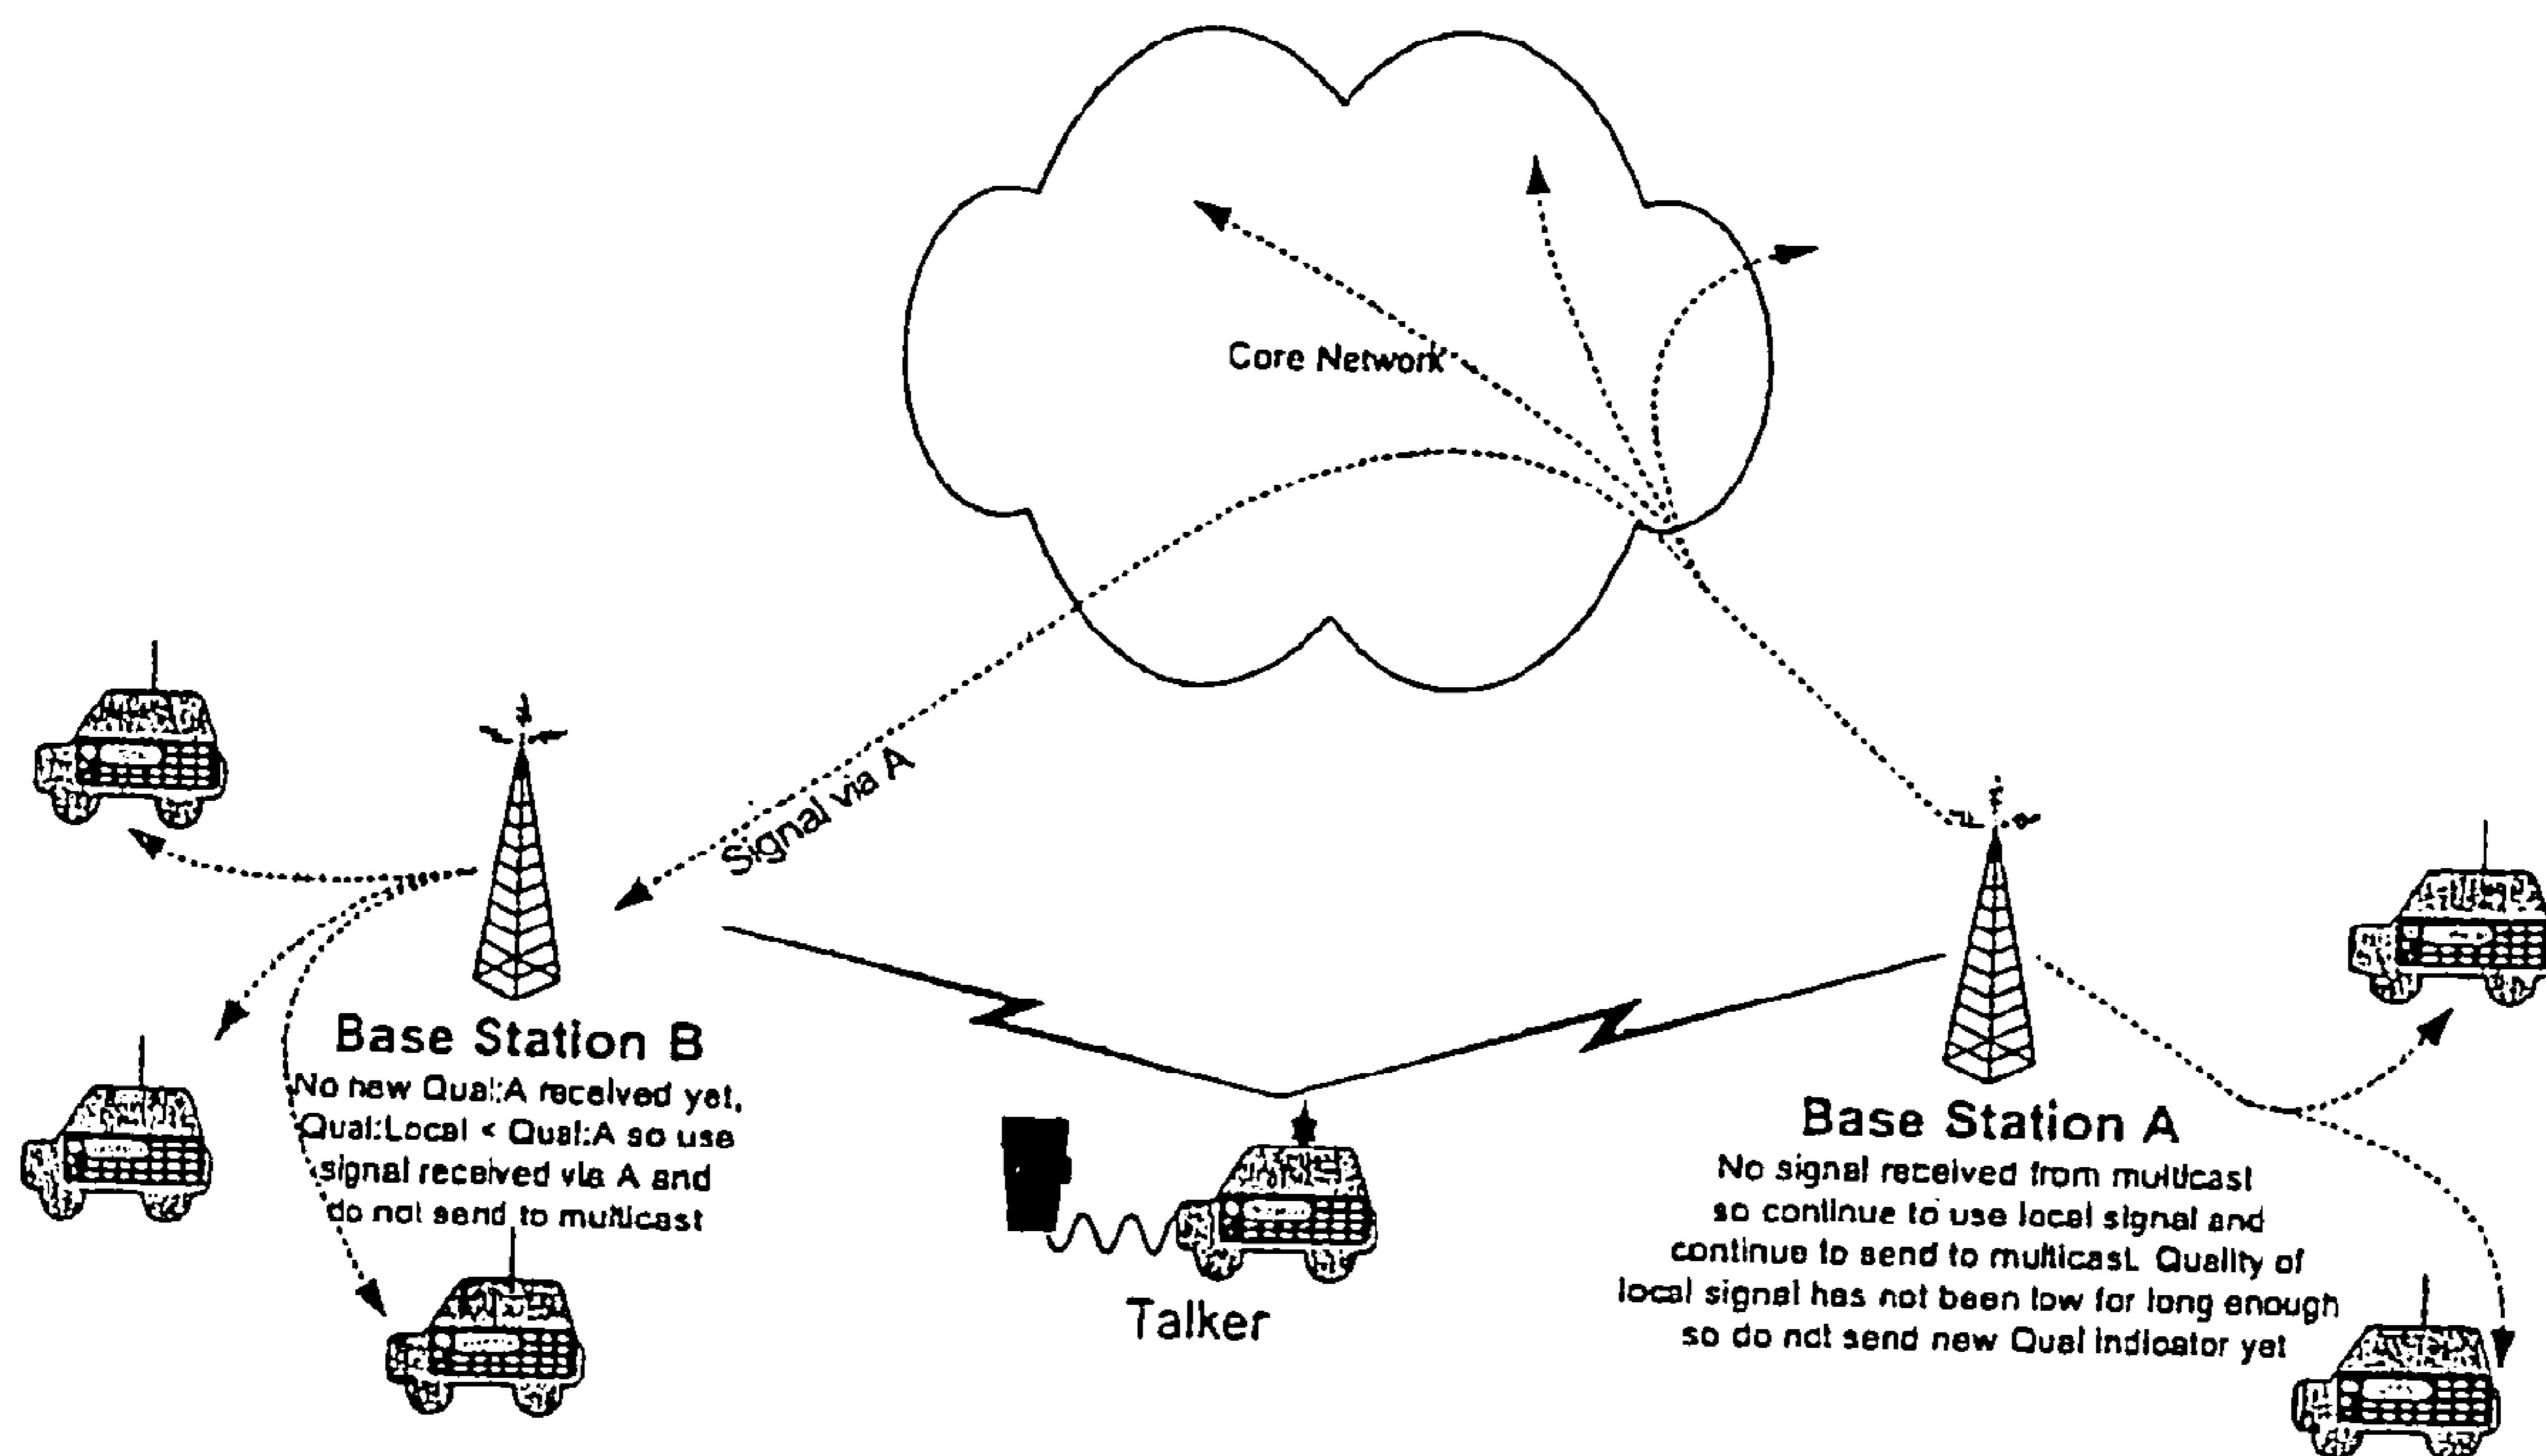 Core Network
Signal via A
Base Station B
No new Qual:A received yet,
Qual:Local < Qual:A so use
signal received via A and
do not send to multicast
Talker
Base Station A
No signal received from multicast
so continue to use local signal and
continue to send to multicast. Quality of
local signal has not been low for long enough
so do not send new Qual indicator yet